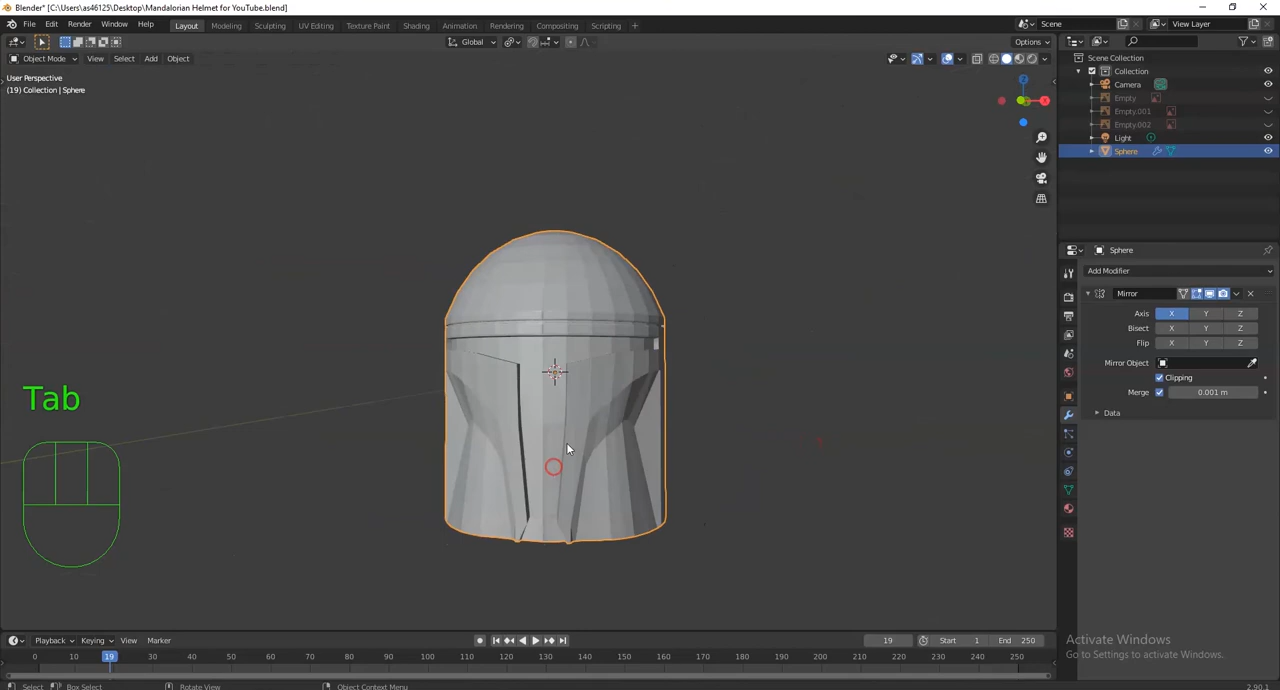 Blender* [C:\Users\as46125\Desktop\Mandalorian Helmet for YouTube.blend]
File Edit Render Window Help Layout Modeling Sculpting UV Editing Texture Paint Shading Animation Rendering Compositing Scripting + Scene View Layer
Global Options
Object Mode View Select Add Object
User Perspective
(19) Collection | Sphere
Z
X
Scene Collection
Collection
Camera
Empty
Empty.001
Empty.002
Light
Sphere
Sphere
Add Modifier
Mirror
Axis X Y Z
Bisect X Y Z
Flip X Y Z
Mirror Object
Clipping
Merge 0.001 m
Data
Tab
Playback Keying View Marker 19 Start 1 End 250
0 10 19 30 40 50 60 70 80 90 100 110 120 130 140 150 160 170 180 190 200 210 220 230 240 250
Select Box Select Rotate View Object Context Menu 2.90.1
Activate Windows
Go to Settings to activate Windows.